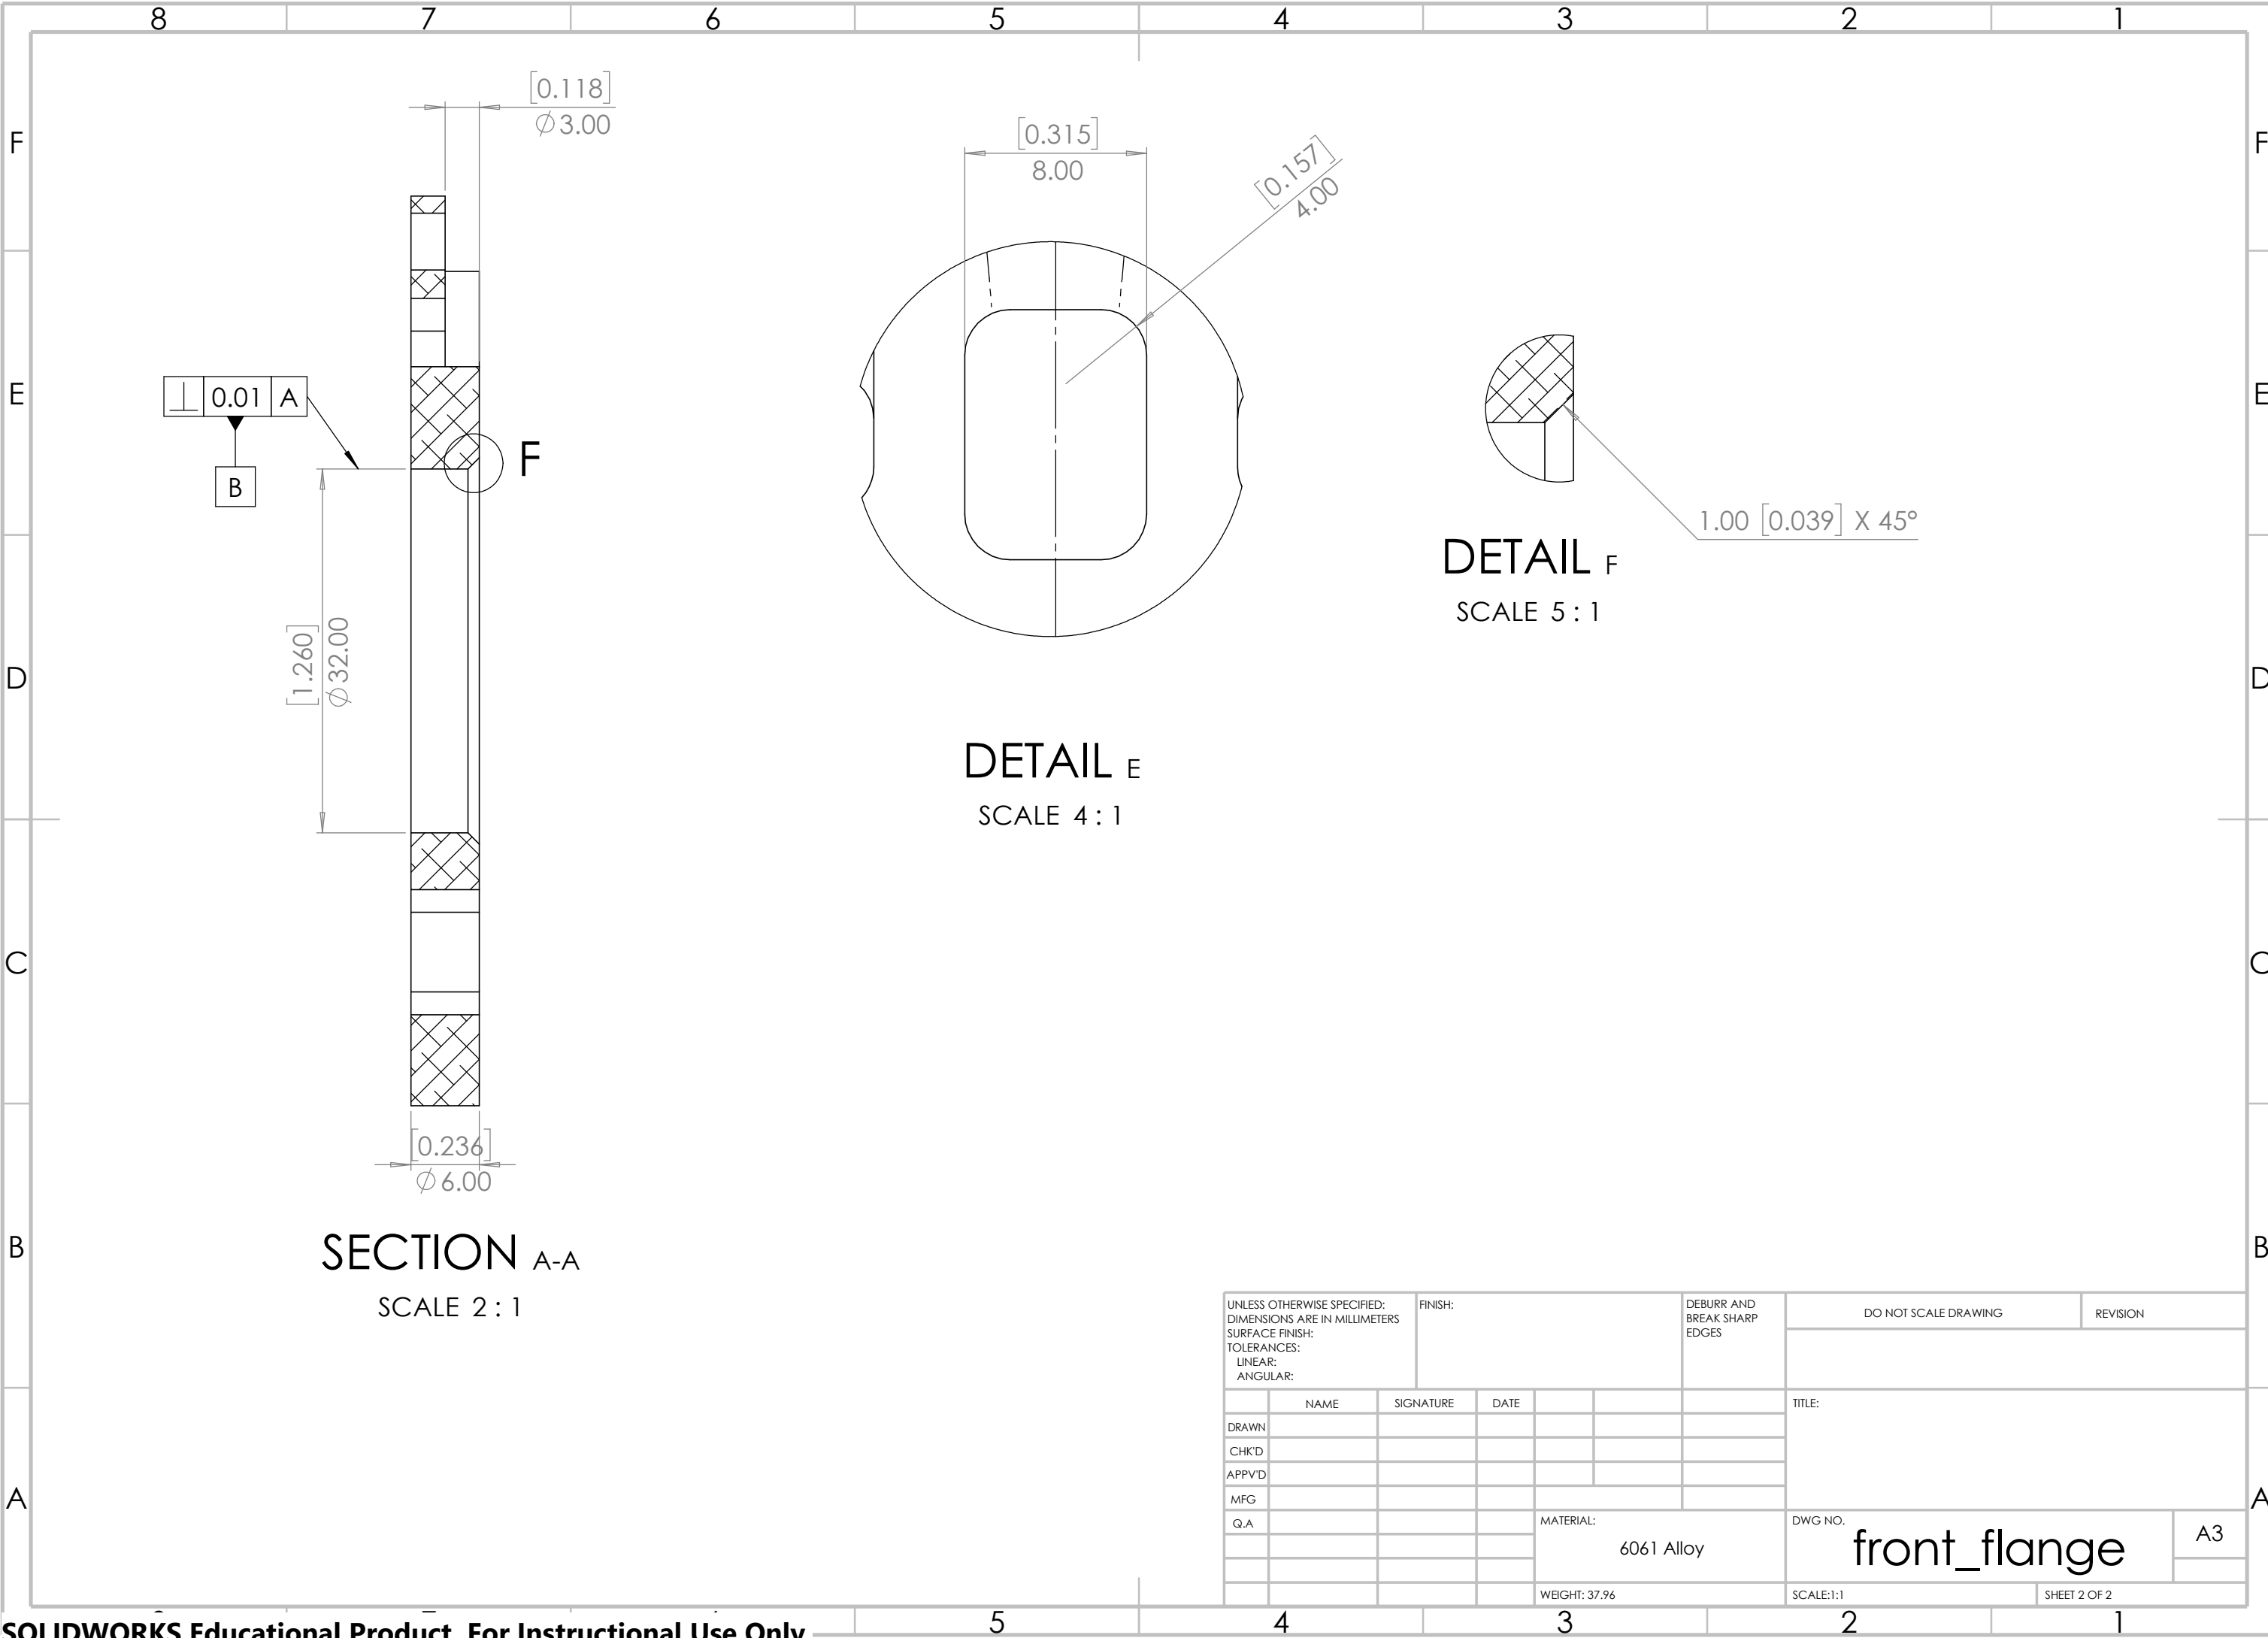 8 7 6 5 4 3 2 1
F F
E E
D D
C C
B B
A A
[0.118]
∅3.00
⊥ 0.01 A
B
F
[1.260]
∅32.00
[0.236]
∅6.00
SECTION A-A
SCALE 2 : 1
[0.315]
8.00
[0.157]
4.00
DETAIL E
SCALE 4 : 1
1.00 [0.039] X 45°
DETAIL F
SCALE 5 : 1
UNLESS OTHERWISE SPECIFIED:
DIMENSIONS ARE IN MILLIMETERS
SURFACE FINISH:
TOLERANCES:
LINEAR:
ANGULAR:
FINISH:
DEBURR AND
BREAK SHARP
EDGES
DO NOT SCALE DRAWING
REVISION
NAME SIGNATURE DATE
TITLE:
DRAWN
CHK'D
APPV'D
MFG
Q.A
MATERIAL:
6061 Alloy
DWG NO.
front_flange
A3
WEIGHT: 37.96
SCALE:1:1
SHEET 2 OF 2
5 4 3 2 1
SOLIDWORKS Educational Product. For Instructional Use Only.